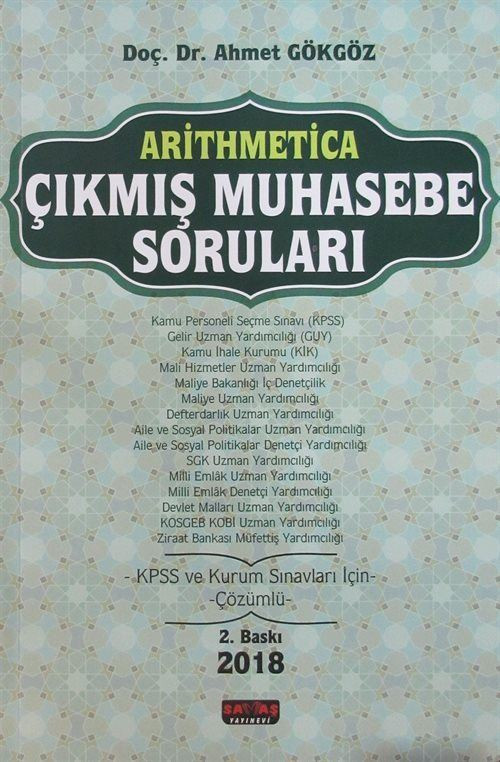 Doç. Dr. Ahmet GÖKGÖZ
ARİTHMETİCA
ÇIKMIŞ MUHASEBE
SORULARI
Kamu Personeli Seçme Sınavı (KPSS)
Gelir Uzman Yardımcılığı (GUY)
Kamu İhale Kurumu (KİK)
Mali Hizmetler Uzman Yardımcılığı
Maliye Bakanlığı İç Denetçilik
Maliye Uzman Yardımcılığı
Defterdarlık Uzman Yardımcılığı
Aile ve Sosyal Politikalar Uzman Yardımcılığı
Aile ve Sosyal Politikalar Denetçi Yardımcılığı
SGK Uzman Yardımcılığı
Milli Emlâk Uzman Yardımcılığı
Milli Emlâk Denetçi Yardımcılığı
Devlet Malları Uzman Yardımcılığı
KOSGEB KOBİ Uzman Yardımcılığı
Ziraat Bankası Müfettiş Yardımcılığı
- KPSS ve Kurum Sınavları İçin-
-Çözümlü-
2. Baskı
2018
SAVAŞ
YAYINEVİ